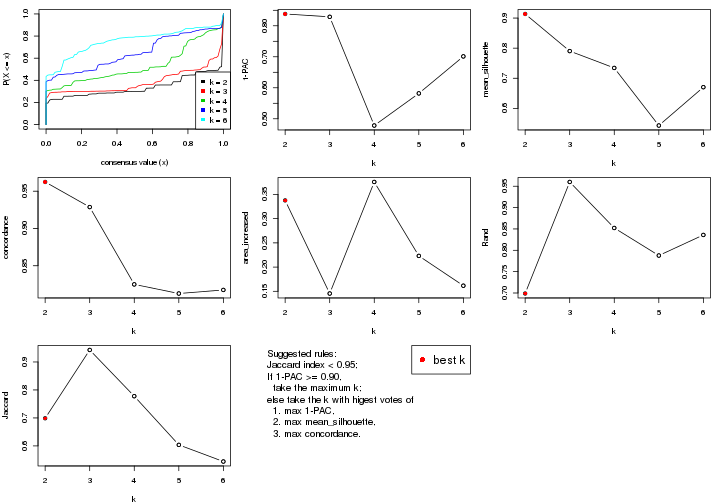 P(X <= x)
0.0 0.2 0.4 0.6 0.8 1.0
0.0 0.2 0.4 0.6 0.8 1.0
consensus value (x)
k = 2
k = 3
k = 4
k = 5
k = 6
1-PAC
0.50 0.60 0.70 0.80
2 3 4 5 6
k
mean_silhouette
0.6 0.7 0.8 0.9
2 3 4 5 6
k
concordance
0.85 0.90 0.95
2 3 4 5 6
k
area_increased
0.15 0.20 0.25 0.30 0.35
2 3 4 5 6
k
Rand
0.70 0.75 0.80 0.85 0.90 0.95
2 3 4 5 6
k
Jaccard
0.6 0.7 0.8 0.9
2 3 4 5 6
k
Suggested rules:
Jaccard index < 0.95;
If 1-PAC >= 0.90,
take the maximum k;
else take the k with higest votes of
1. max 1-PAC,
2. max mean_silhouette,
3. max concordance.
best k